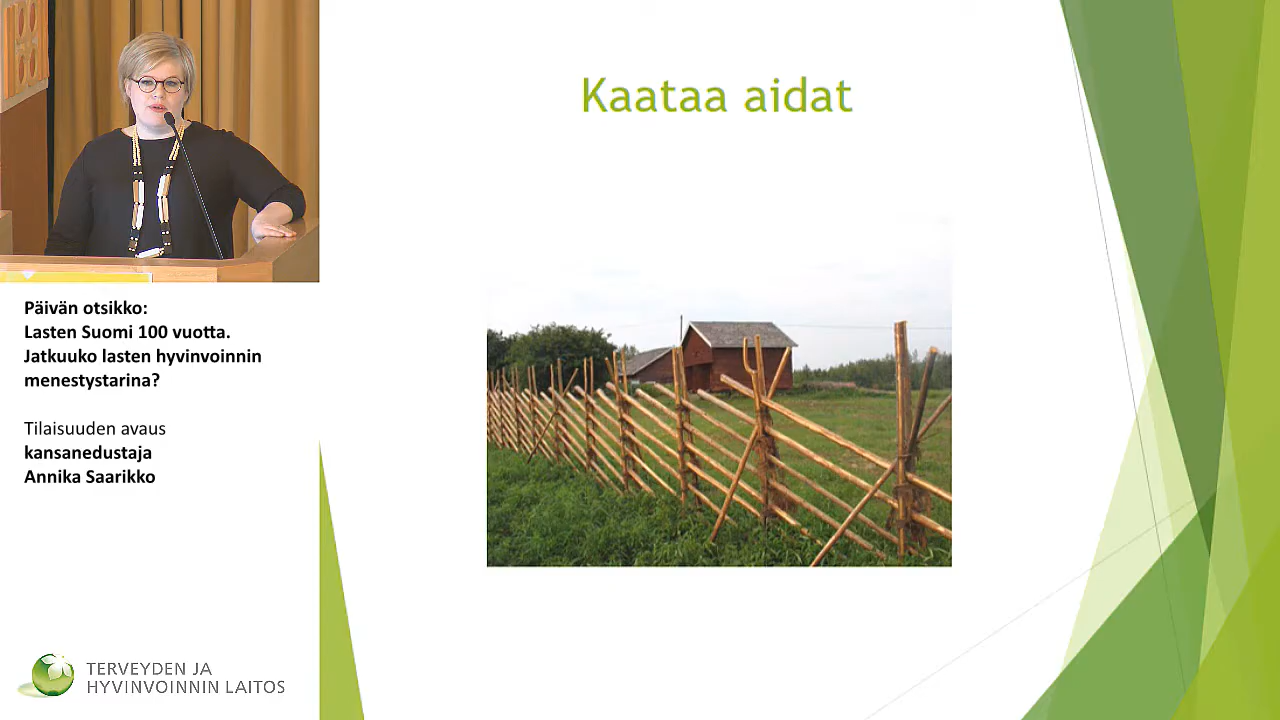 Kaataa aidat
Päivän otsikko:
Lasten Suomi 100 vuotta.
Jatkuuko lasten hyvinvoinnin
menestystarina?
Tilaisuuden avaus
kansanedustaja
Annika Saarikko
TERVEYDEN JA
HYVINVOINNIN LAITOS